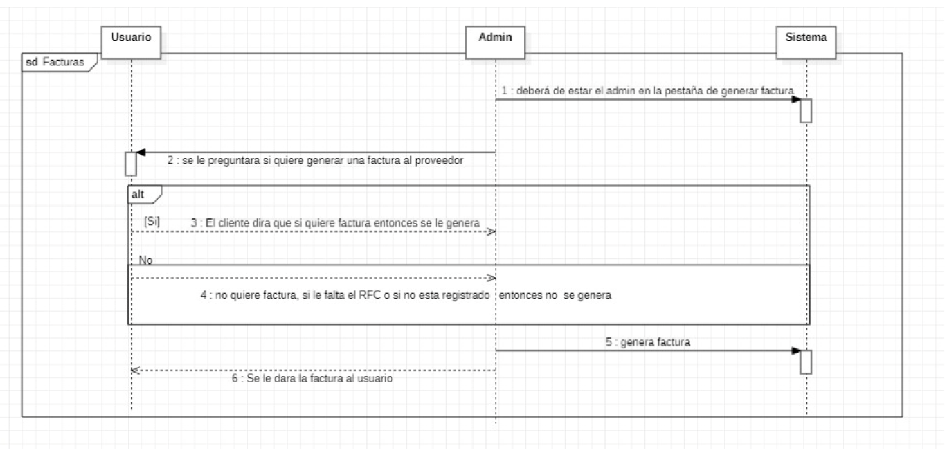 Usuario
Admin
Sistema
sd Facturas
1 : deberá de estar el admin en la pestaña de generar factura
2 : se le preguntara si quiere generar una factura al proveedor
alt
[Si]
3 : El cliente dira que si quiere factura entonces se le genera
No
4 : no quiere factura, si le falta el RFC o si no esta registrado entonces no se genera
5 : genera factura
6 : Se le dara la factura al usuario